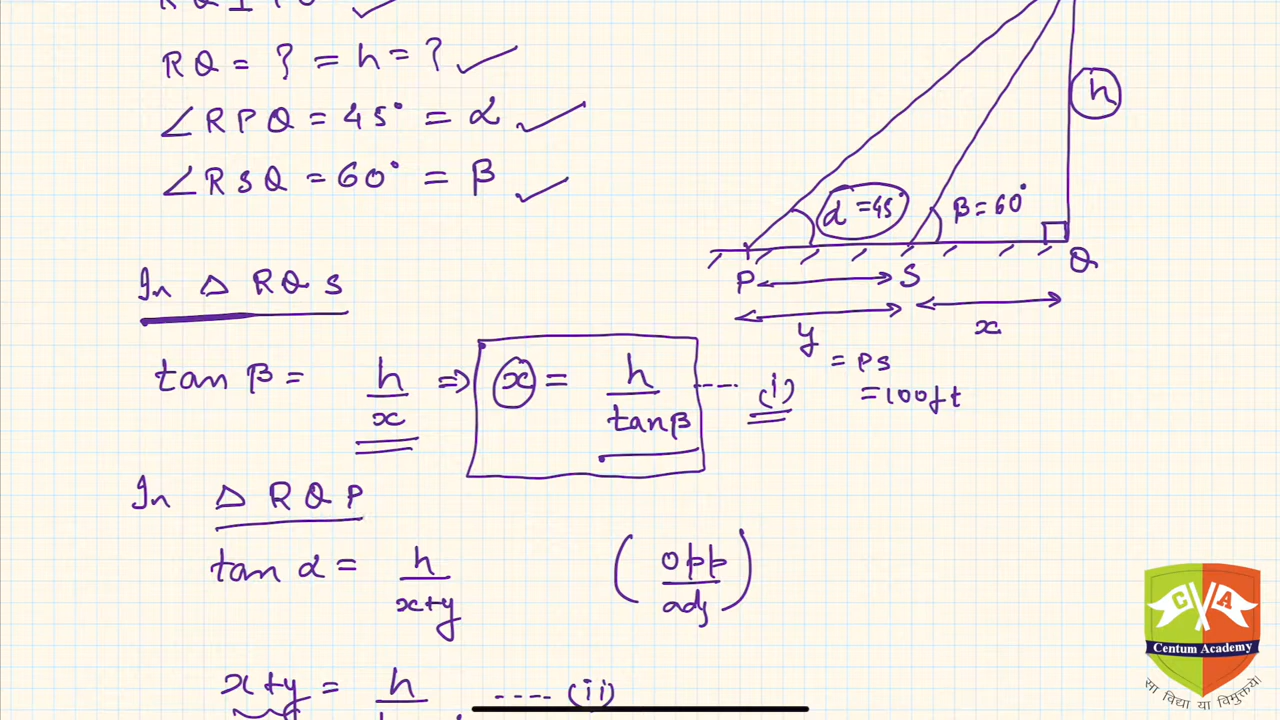 RQ = ? = h = ?
∠RPQ = 45° = α
∠RSQ = 60° = β
In Δ RQS
tan β = h/x ⇒ x = h/tanβ ---- (i)
In Δ RQP
tan α = h/x+y (opp/adj)
x+y = h ---- (ii)
h
α = 45°
β = 60°
P
S
Q
y
x
= PS
= 100ft
C A
Centum Academy
सा विद्या या विमुक्तये